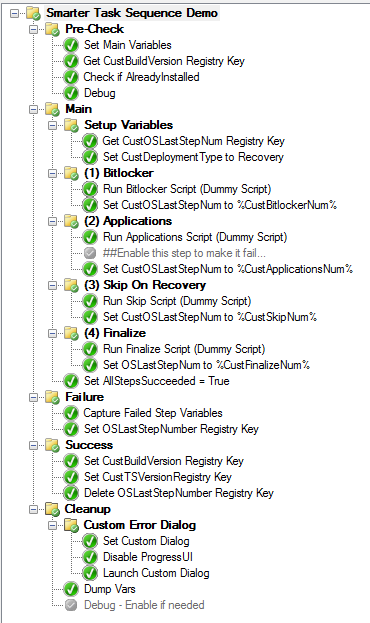 Smarter Task Sequence Demo
Pre-Check
Set Main Variables
Get CustBuildVersion Registry Key
Check if AlreadyInstalled
Debug
Main
Setup Variables
Get CustOSLastStepNum Registry Key
Set CustDeploymentType to Recovery
(1) Bitlocker
Run Bitlocker Script (Dummy Script)
Set CustOSLastStepNum to %CustBitlockerNum%
(2) Applications
Run Applications Script (Dummy Script)
##Enable this step to make it fail...
Set CustOSLastStepNum to %CustApplicationsNum%
(3) Skip On Recovery
Run Skip Script (Dummy Script)
Set CustOSLastStepNum to %CustSkipNum%
(4) Finalize
Run Finalize Script (Dummy Script)
Set OSLastStepNum to %CustFinalizeNum%
Set AllStepsSucceeded = True
Failure
Capture Failed Step Variables
Set OSLastStepNumber Registry Key
Success
Set CustBuildVersion Registry Key
Set CustTSVersionRegistry Key
Delete OSLastStepNumber Registry Key
Cleanup
Custom Error Dialog
Set Custom Dialog
Disable ProgressUI
Launch Custom Dialog
Dump Vars
Debug - Enable if needed